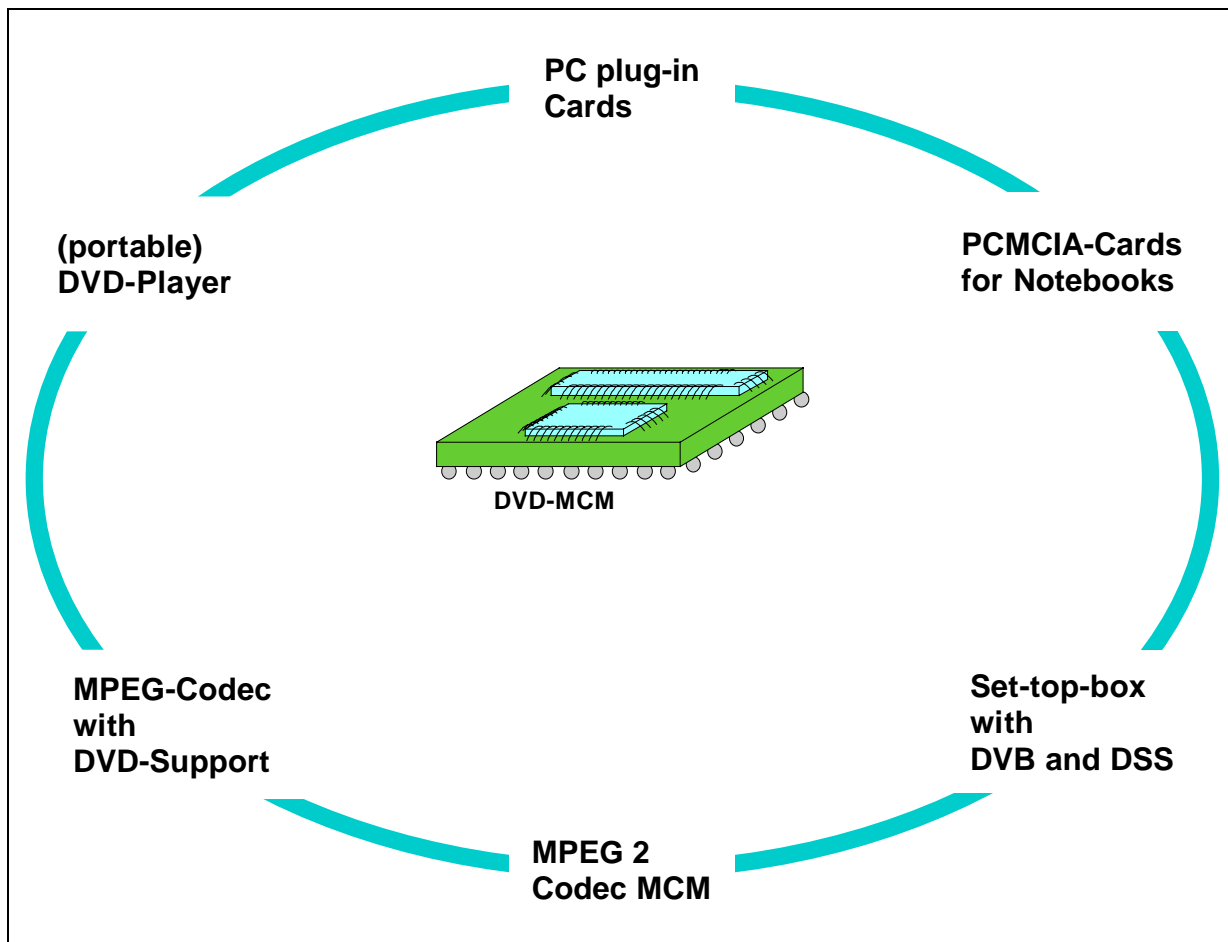 PC plug-in
Cards
(portable)
DVD-Player
PCMCIA-Cards
for Notebooks
DVD-MCM
MPEG-Codec
with
DVD-Support
Set-top-box
with
DVB and DSS
MPEG 2
Codec MCM